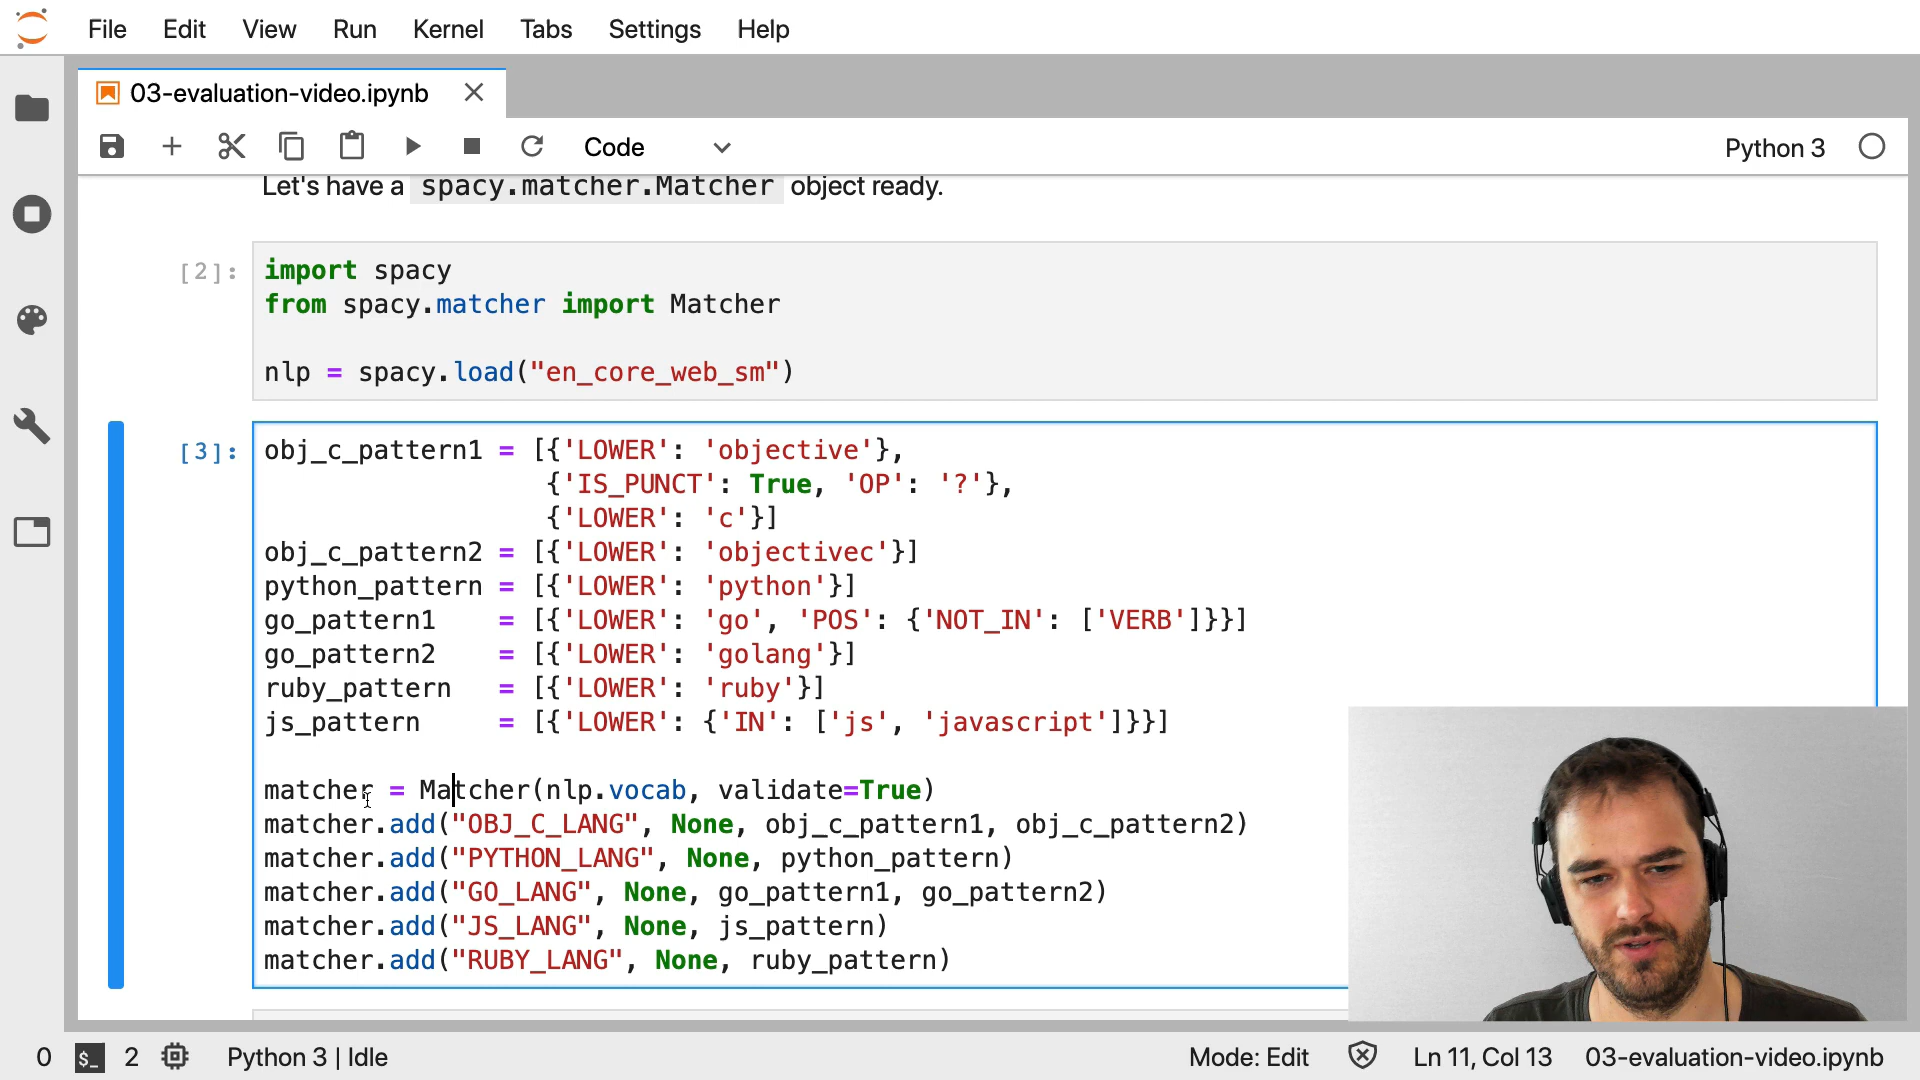 File Edit View Run Kernel Tabs Settings Help
03-evaluation-video.ipynb
Code Python 3
Let's have a spacy.matcher.Matcher object ready.
[2]: import spacy
from spacy.matcher import Matcher
nlp = spacy.load("en_core_web_sm")
[3]: obj_c_pattern1 = [{'LOWER': 'objective'},
{'IS_PUNCT': True, 'OP': '?'},
{'LOWER': 'c'}]
obj_c_pattern2 = [{'LOWER': 'objectivec'}]
python_pattern = [{'LOWER': 'python'}]
go_pattern1 = [{'LOWER': 'go', 'POS': {'NOT_IN': ['VERB']}}]
go_pattern2 = [{'LOWER': 'golang'}]
ruby_pattern = [{'LOWER': 'ruby'}]
js_pattern = [{'LOWER': {'IN': ['js', 'javascript']}}]
matcher = Matcher(nlp.vocab, validate=True)
matcher.add("OBJ_C_LANG", None, obj_c_pattern1, obj_c_pattern2)
matcher.add("PYTHON_LANG", None, python_pattern)
matcher.add("GO_LANG", None, go_pattern1, go_pattern2)
matcher.add("JS_LANG", None, js_pattern)
matcher.add("RUBY_LANG", None, ruby_pattern)
0 $_ 2 Python 3 | Idle Mode: Edit Ln 11, Col 13 03-evaluation-video.ipynb